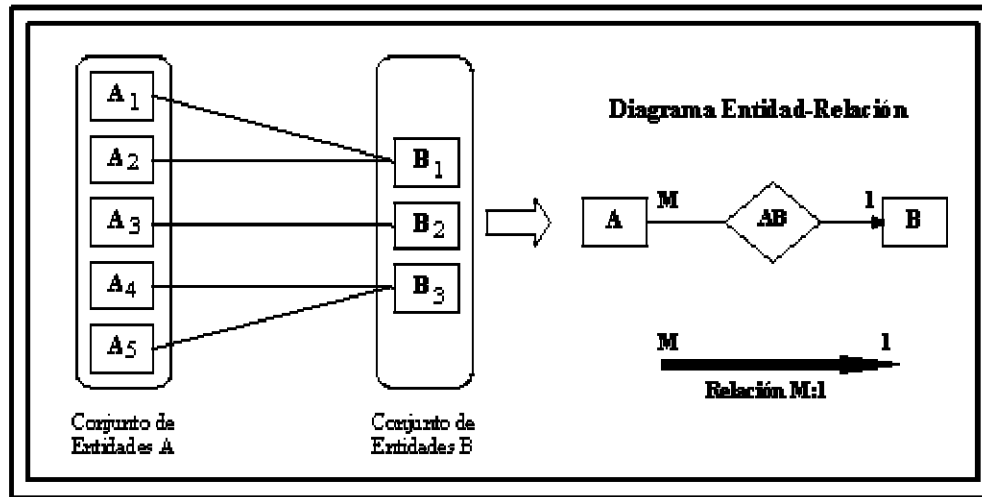 A1
A2
A3
A4
A5
Conjunto de
Entidades A
B1
B2
B3
Conjunto de
Entidades B
Diagrama Entidad-Relación
A
M
AB
1
B
M
1
Relación M:1